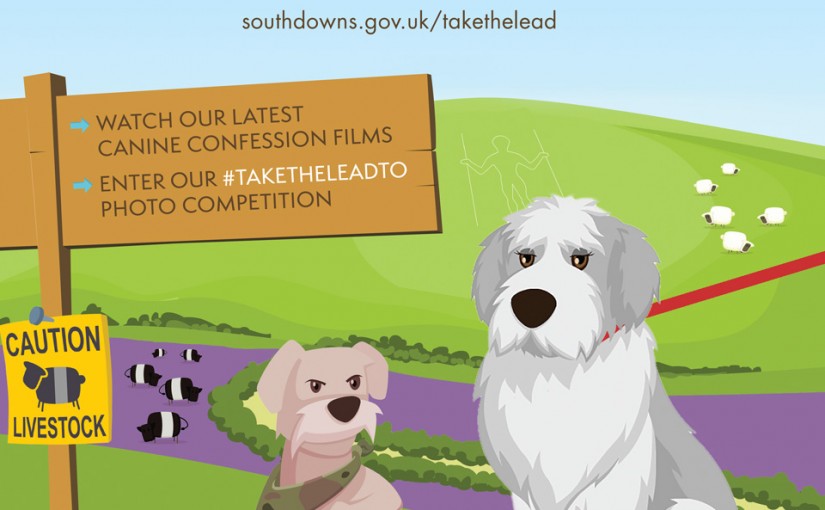 southdowns.gov.uk/takethelead
WATCH OUR LATEST
CANINE CONFESSION FILMS
ENTER OUR #TAKETHELEADTO
PHOTO COMPETITION
CAUTION
LIVESTOCK